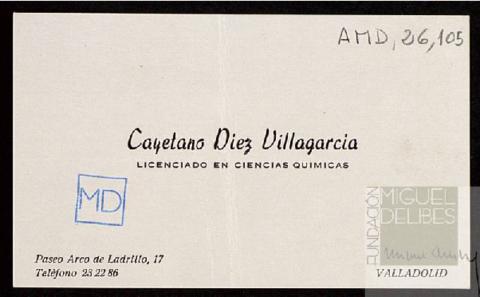 AMD, 26, 105
Cayetano Diez Villagarcia
LICENCIADO EN CIENCIAS QUIMICAS
MD
FUNDACIÓN
MIGUEL
DELIBES
Paseo Arco de Ladrillo, 17
Teléfono 23 22 86
VALLADOLID